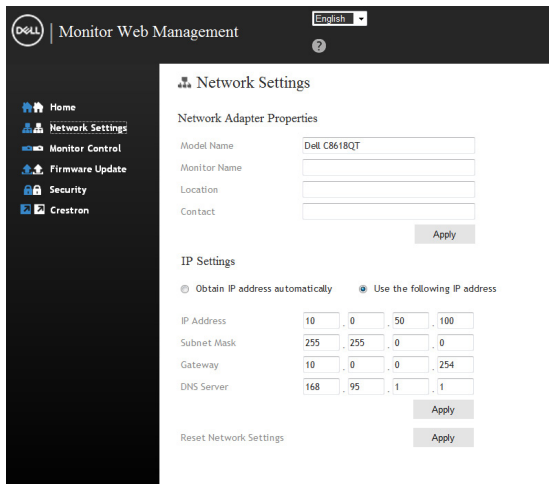 DELL
Monitor Web Management
English
?
Home
Network Settings
Monitor Control
Firmware Update
Security
Crestron
Network Settings
Network Adapter Properties
Model Name Dell C8618QT
Monitor Name
Location
Contact
Apply
IP Settings
Obtain IP address automatically Use the following IP address
IP Address 10 . 0 . 50 . 100
Subnet Mask 255 . 255 . 0 . 0
Gateway 10 . 0 . 0 . 254
DNS Server 168 . 95 . 1 . 1
Apply
Reset Network Settings Apply